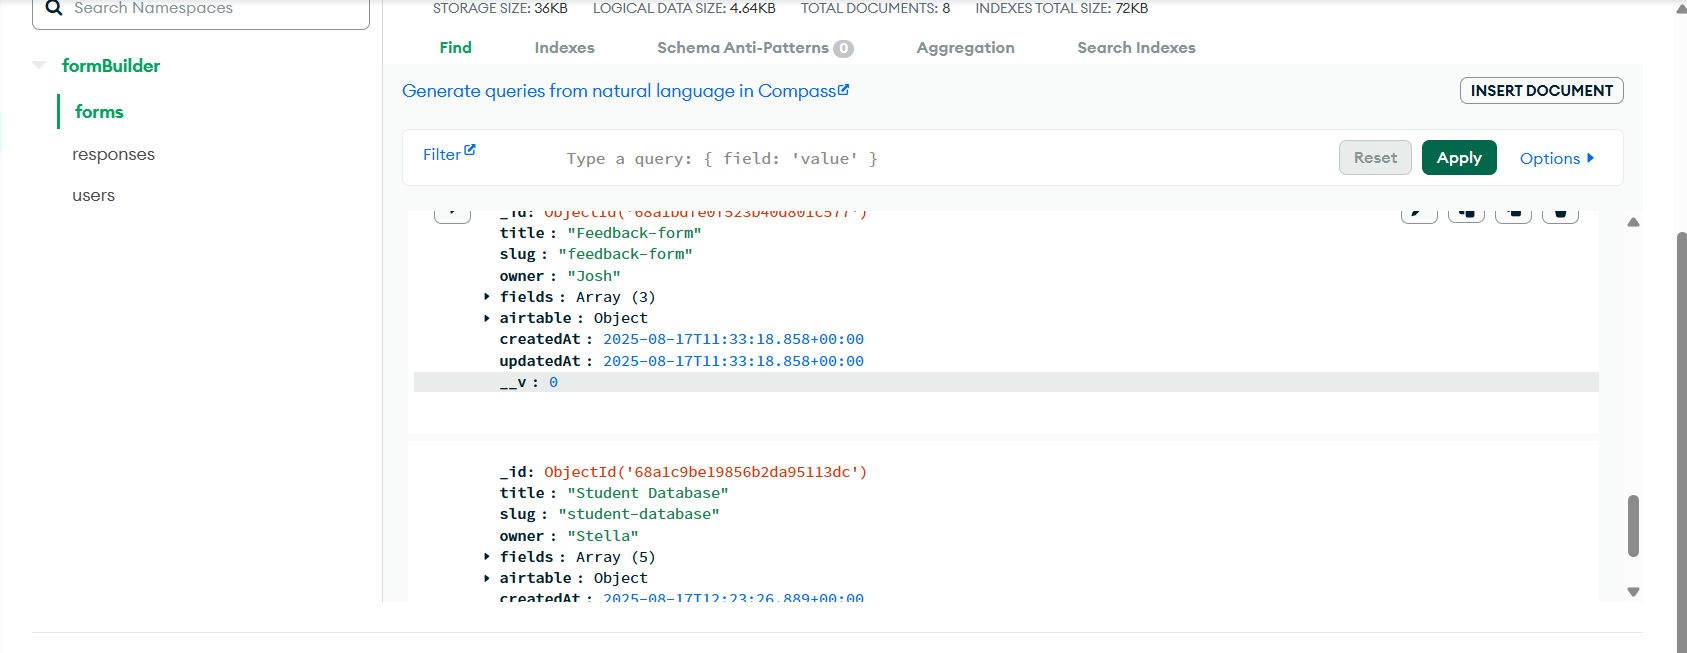 Search Namespaces
STORAGE SIZE: 36KB LOGICAL DATA SIZE: 4.64KB TOTAL DOCUMENTS: 8 INDEXES TOTAL SIZE: 72KB
Find Indexes Schema Anti-Patterns 0 Aggregation Search Indexes
formBuilder
forms
responses
users
Generate queries from natural language in Compass
INSERT DOCUMENT
Filter Type a query: { field: 'value' } Reset Apply Options
_id: ObjectId('68a1bdfe0f523b40d801c577')
title : "Feedback-form"
slug : "feedback-form"
owner : "Josh"
fields : Array (3)
airtable : Object
createdAt : 2025-08-17T11:33:18.858+00:00
updatedAt : 2025-08-17T11:33:18.858+00:00
__v : 0
_id: ObjectId('68a1c9be19856b2da95113dc')
title : "Student Database"
slug : "student-database"
owner : "Stella"
fields : Array (5)
airtable : Object
createdAt : 2025-08-17T12:23:26.889+00:00